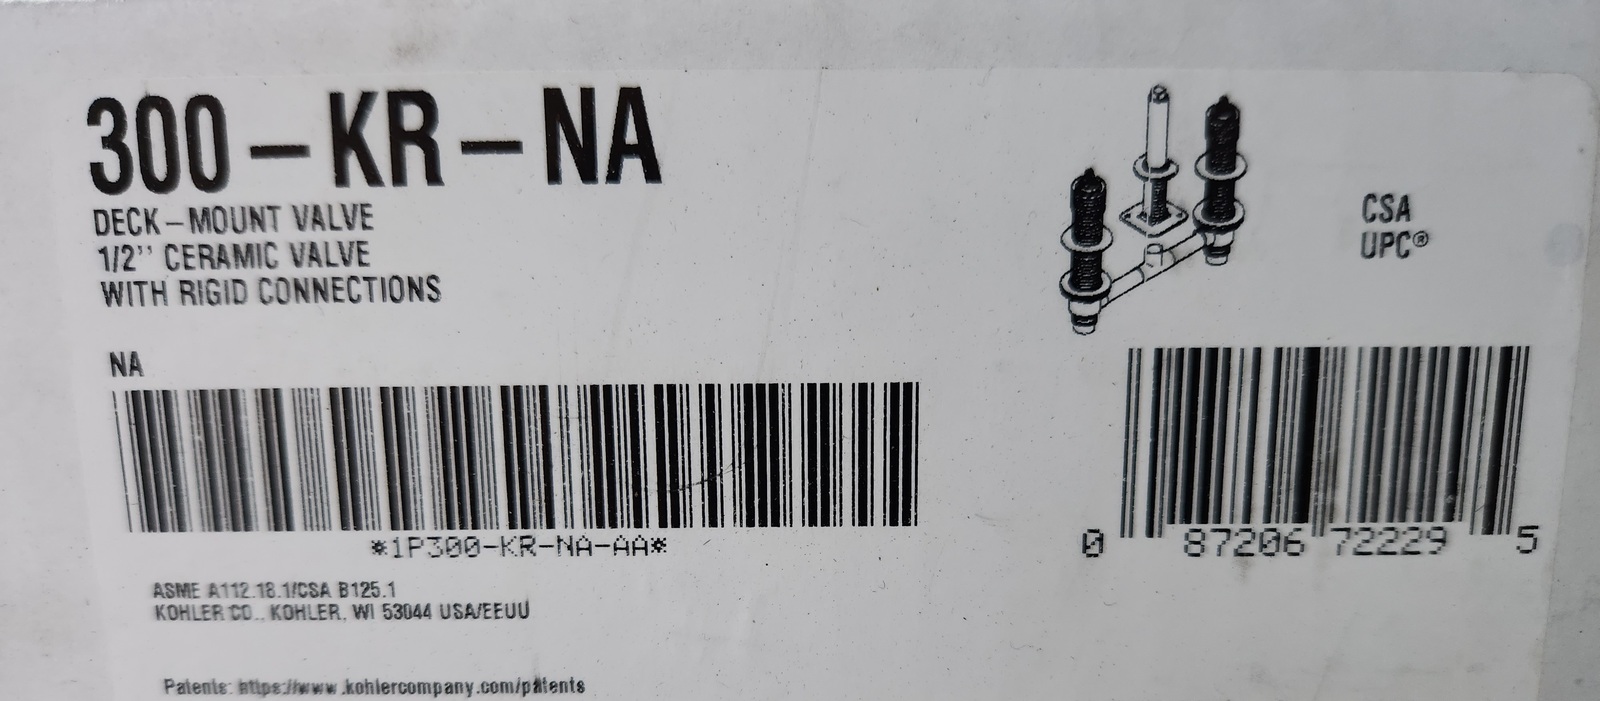 300-KR-NA
DECK-MOUNT VALVE
1/2'' CERAMIC VALVE
WITH RIGID CONNECTIONS
CSA
UPC®
NA
*1P300-KR-NA-AA*
0 87206 72229 5
ASME A112.18.1/CSA B125.1
KOHLER CO., KOHLER, WI 53044 USA/EEUU
Patents: https://www.kohlercompany.com/patents